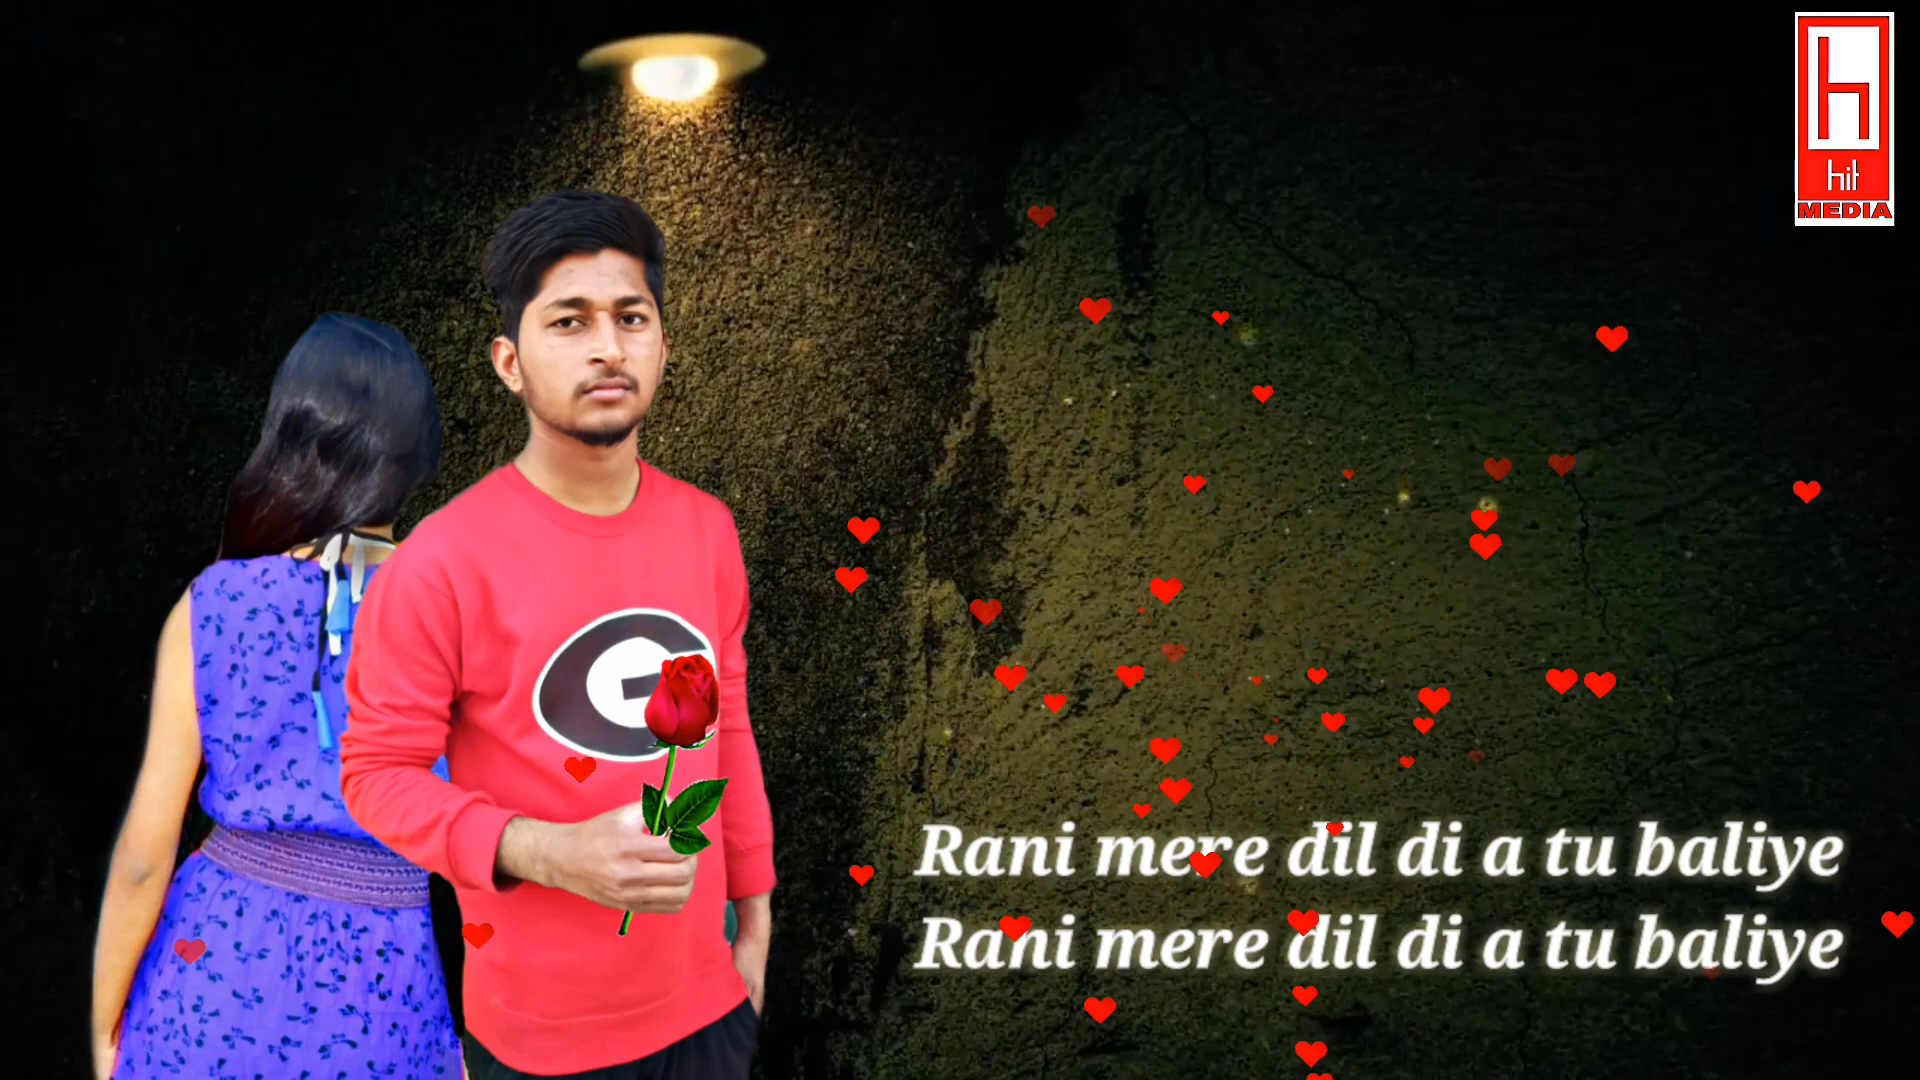 hit
MEDIA
G
Rani mere dil di a tu baliye
Rani mere dil di a tu baliye